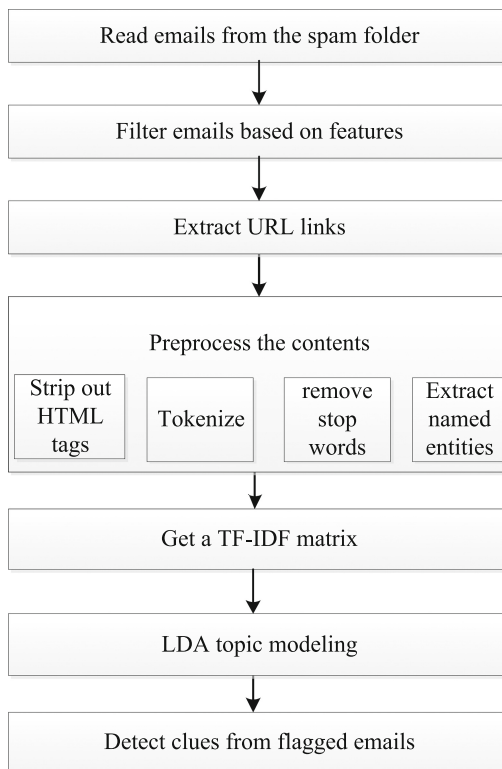 Read emails from the spam folder
Filter emails based on features
Extract URL links
Preprocess the contents
Strip out
HTML
tags
Tokenize
remove
stop
words
Extract
named
entities
Get a TF-IDF matrix
LDA topic modeling
Detect clues from flagged emails